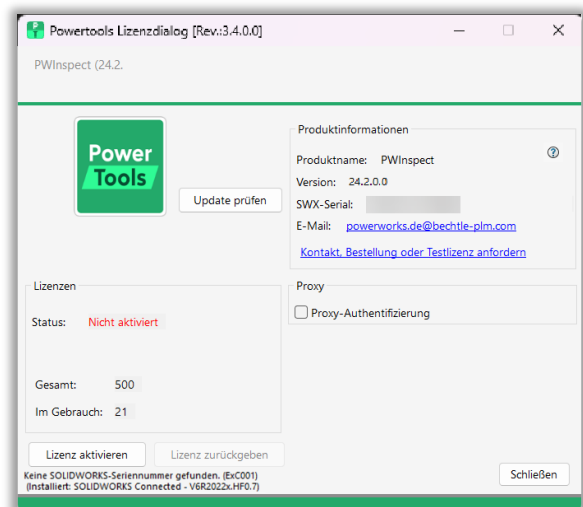 Powertools Lizenzdialog [Rev.:3.4.0.0]
PWInspect (24.2.
Power
Tools
Update prüfen
Produktinformationen
Produktname: PWInspect
Version: 24.2.0.0
SWX-Serial:
E-Mail: powerworks.de@bechtle-plm.com
Kontakt, Bestellung oder Testlizenz anfordern
Lizenzen
Status: Nicht aktiviert
Gesamt: 500
Im Gebrauch: 21
Proxy
Proxy-Authentifizierung
Lizenz aktivieren
Lizenz zurückgeben
Keine SOLIDWORKS-Seriennummer gefunden. (ExC001)
(Installiert: SOLIDWORKS Connected - V6R2022x.HF0.7)
Schließen